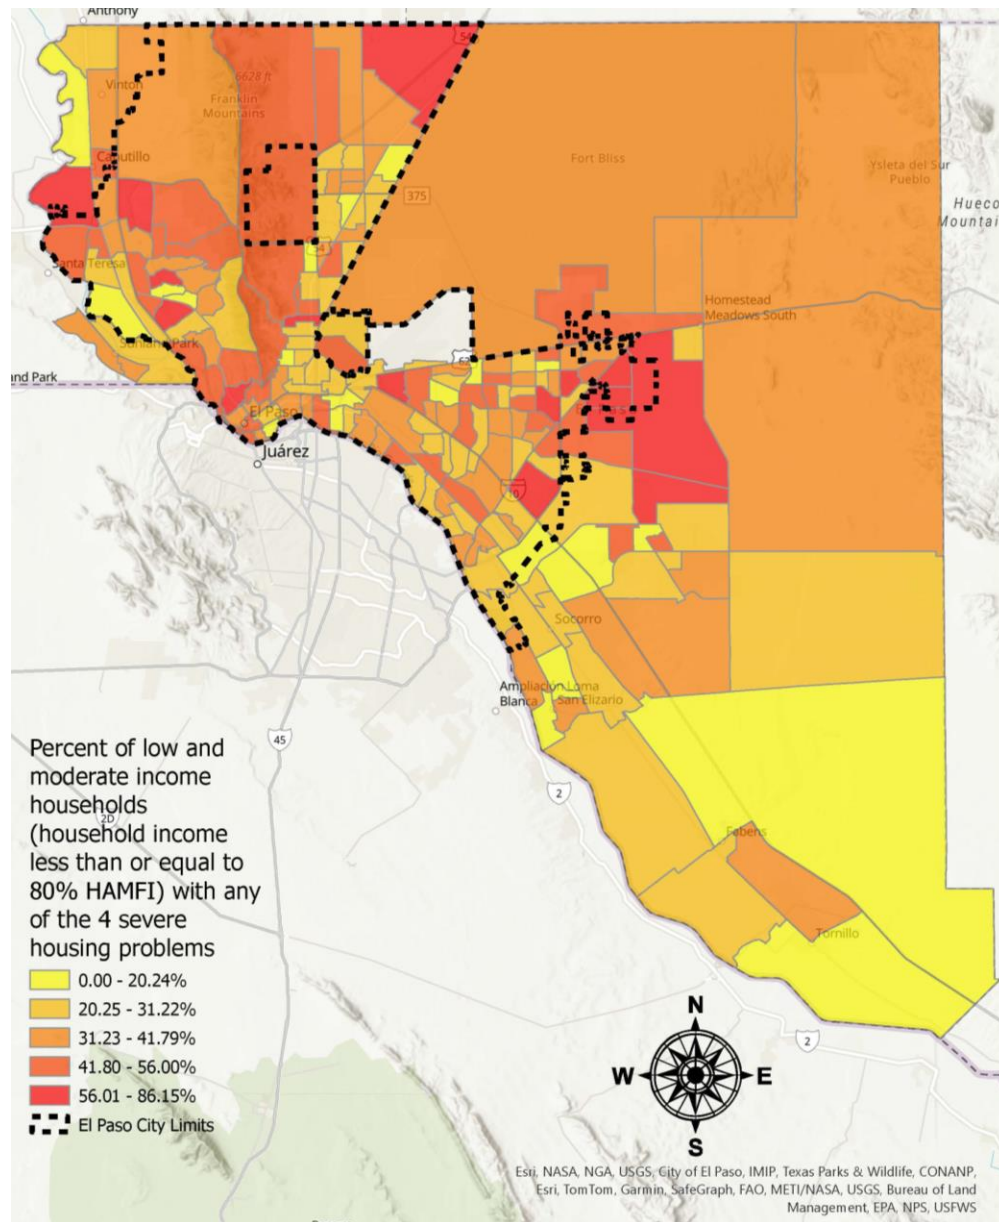 Anthony
54
6628 ft
Vinton
Franklin
Mountains
Canutillo
Fort Bliss
Ysleta del Sur
Pueblo
375
Hueco
Mountai
54
Santa Teresa
Homestead
Meadows South
Sunland Park
62
and Park
El Paso
Juárez
10
Socorro
Ampliación Loma
Blanca
San Elizario
45
2
2D
Fabens
Tornillo
2
Percent of low and
moderate income
households
(household income
less than or equal to
80% HAMFI) with any
of the 4 severe
housing problems
0.00 - 20.24%
20.25 - 31.22%
31.23 - 41.79%
41.80 - 56.00%
56.01 - 86.15%
El Paso City Limits
N
W
E
S
Esri, NASA, NGA, USGS, City of El Paso, IMIP, Texas Parks & Wildlife, CONANP,
Esri, TomTom, Garmin, SafeGraph, FAO, METI/NASA, USGS, Bureau of Land
Management, EPA, NPS, USFWS